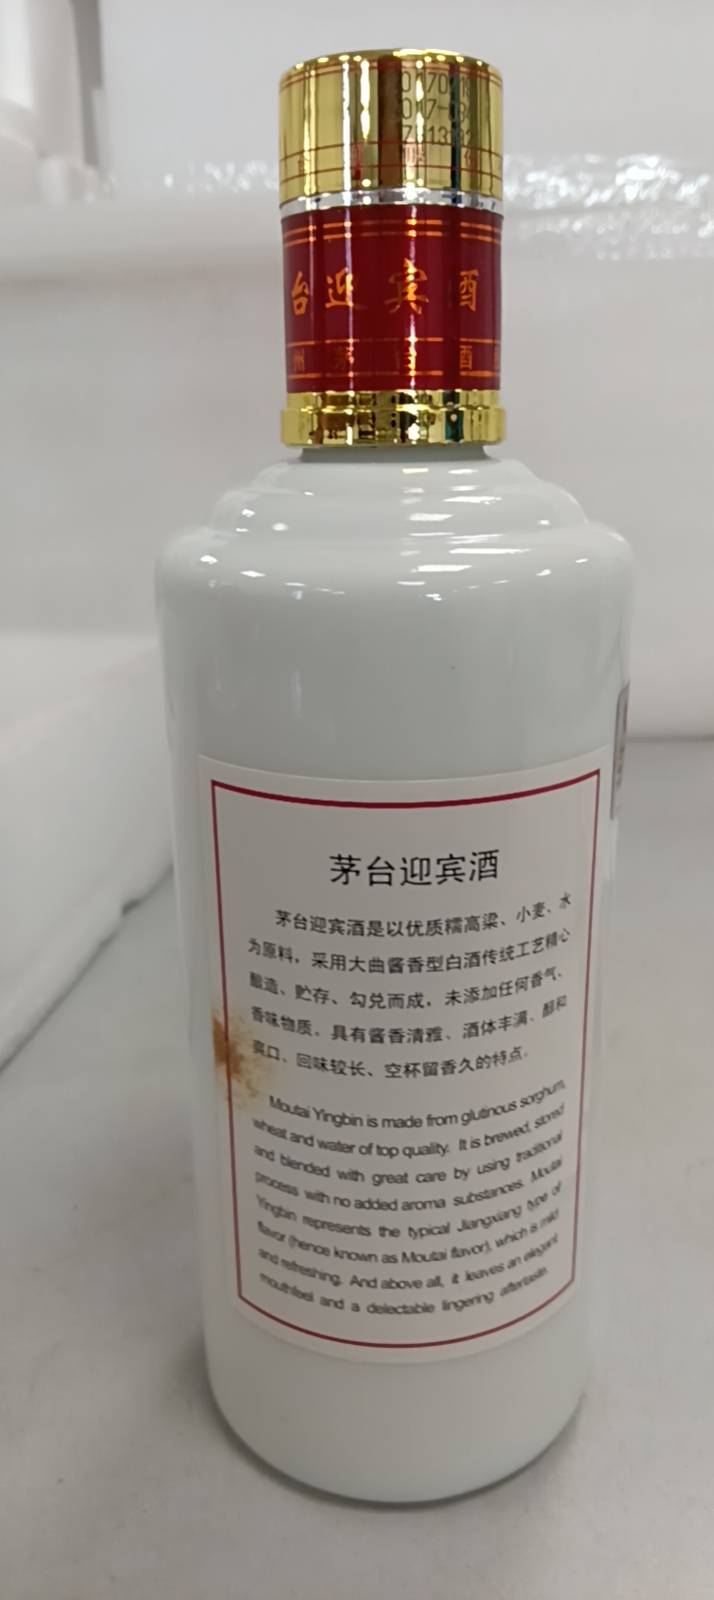 台迎宾酒
州茅台酒
茅台迎宾酒
茅台迎宾酒是以优质糯高粱、小麦、水
为原料，采用大曲酱香型白酒传统工艺精心
酿造、贮存、勾兑而成，未添加任何香气、
香味物质。具有酱香清雅、酒体丰满、醇和
爽口、回味较长、空杯留香久的特点。
Moutai Yingbin is made from glutinous sorghum,
wheat and water of top quality. It is brewed, stored
and blended with great care by using traditional
process with no added aroma substances. Moutai
Yingbin represents the typical Jiangxiang type of
flavor (hence known as Moutai flavor), which is mild
and refreshing. And above all, it leaves an elegant
mouthfeel and a delectable lingering aftertaste.